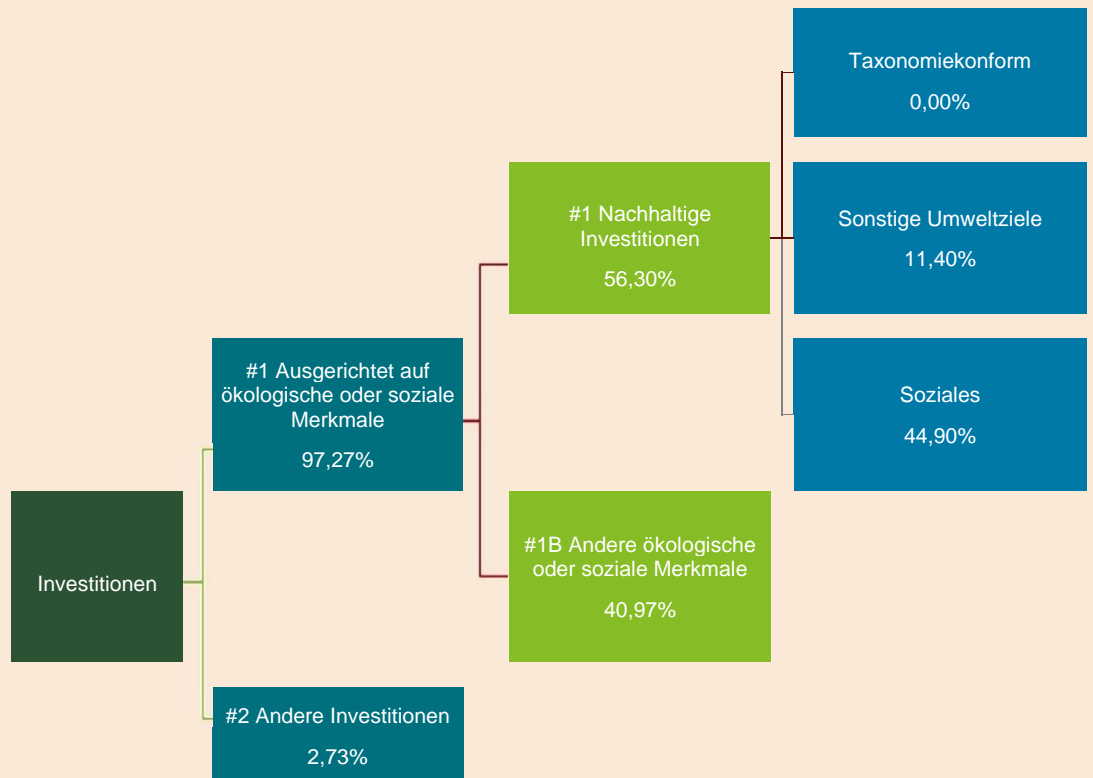 Taxonomiekonform
0,00%
#1 Nachhaltige
Investitionen
56,30%
Sonstige Umweltziele
11,40%
#1 Ausgerichtet auf
ökologische oder soziale
Merkmale
97,27%
Soziales
44,90%
Investitionen
#1B Andere ökologische
oder soziale Merkmale
40,97%
#2 Andere Investitionen
2,73%